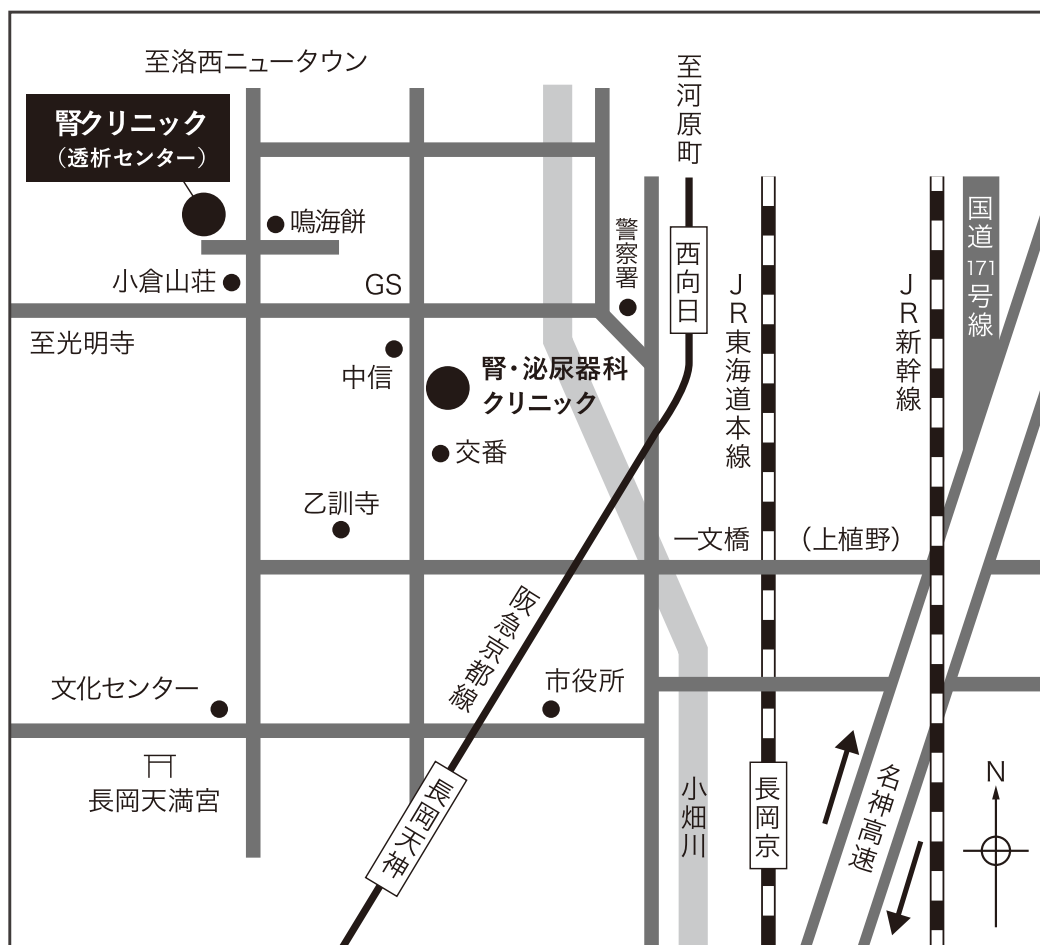 至洛西ニュータウン
腎クリニック
(透析センター)
鳴海餅
小倉山荘
GS
至光明寺
中信
腎・泌尿器科
クリニック
交番
乙訓寺
至河原町
警察署
西向日
JR東海道本線
JR新幹線
国道171号線
一文橋
(上植野)
阪急京都線
文化センター
市役所
長岡天満宮
長岡天神
小畑川
長岡京
名神高速
N